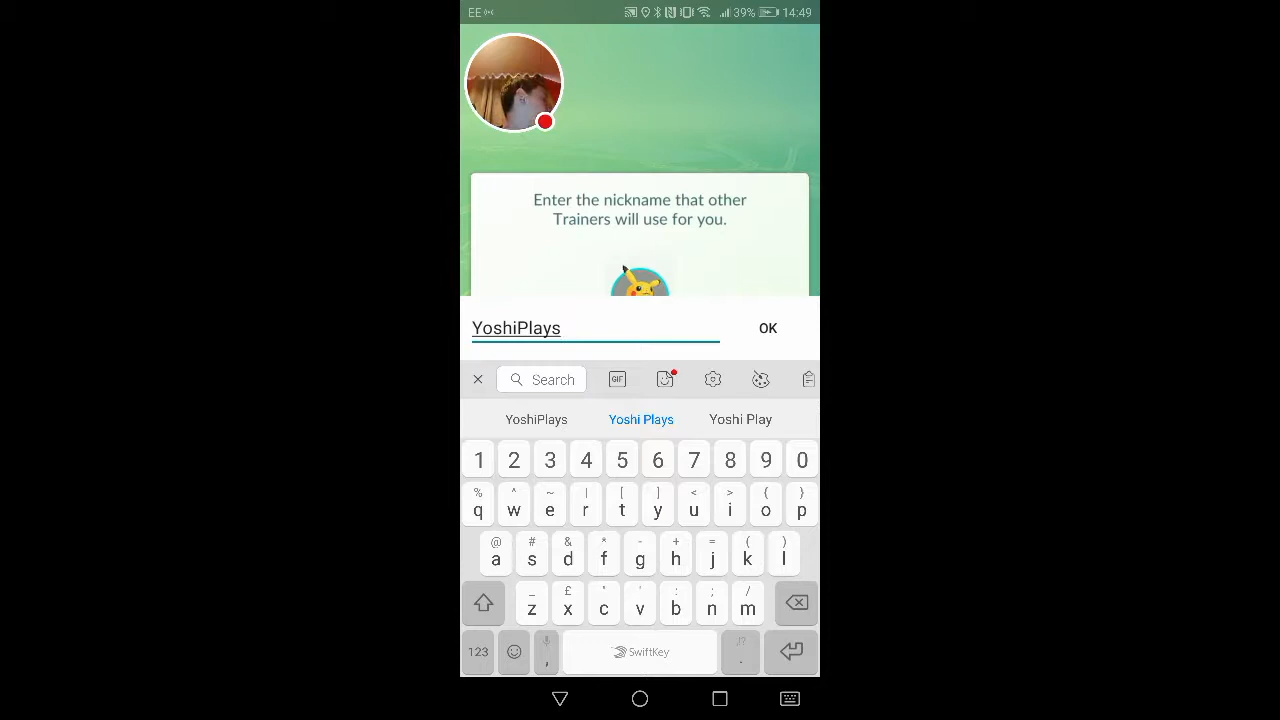 EE 39% 14:49
Enter the nickname that other
Trainers will use for you.
YoshiPlays OK
GIF Search
YoshiPlays Yoshi Plays Yoshi Play
1 2 3 4 5 6 7 8 9 0
% ^ ~ | [ ] < > { }
q w e r t y u i o p
@ # & * - + = ( )
a s d f g h j k l
_ £ " ' : ; /
z x c v b n m
!?
123 , SwiftKey .